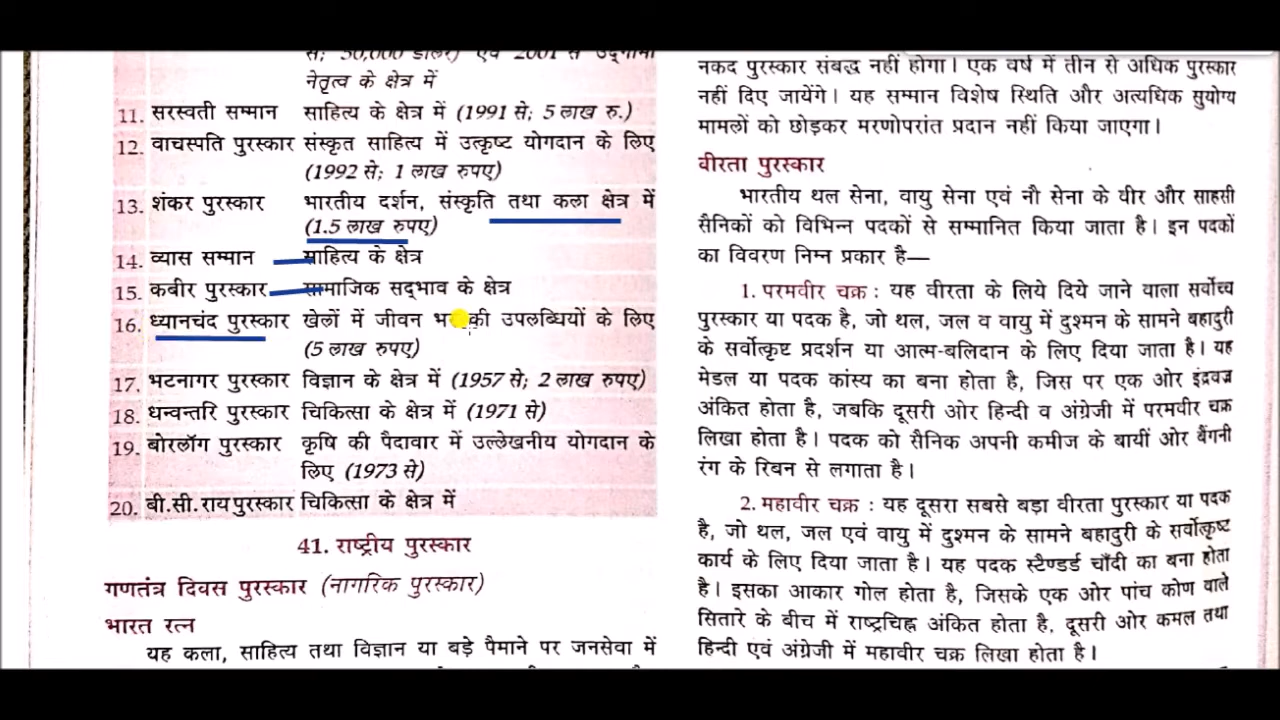 से; 50,000 डॉलर) एवं 2001 से उद्गामी
नेतृत्व के क्षेत्र में
11. सरस्वती सम्मान साहित्य के क्षेत्र में (1991 से; 5 लाख रु.)
12. वाचस्पति पुरस्कार संस्कृत साहित्य में उत्कृष्ट योगदान के लिए
(1992 से; 1 लाख रुपए)
13. शंकर पुरस्कार भारतीय दर्शन, संस्कृति तथा कला क्षेत्र में
(1.5 लाख रुपए)
14. व्यास सम्मान साहित्य के क्षेत्र
15. कबीर पुरस्कार सामाजिक सद्‌भाव के क्षेत्र
16. ध्यानचंद पुरस्कार खेलों में जीवन भर की उपलब्धियों के लिए
(5 लाख रुपए)
17. भटनागर पुरस्कार विज्ञान के क्षेत्र में (1957 से; 2 लाख रुपए)
18. धन्वन्तरि पुरस्कार चिकित्सा के क्षेत्र में (1971 से)
19. बोरलॉग पुरस्कार कृषि की पैदावार में उल्लेखनीय योगदान के
लिए (1973 से)
20. बी.सी. राय पुरस्कार चिकित्सा के क्षेत्र में
41. राष्ट्रीय पुरस्कार
गणतंत्र दिवस पुरस्कार (नागरिक पुरस्कार)
भारत रत्न
यह कला, साहित्य तथा विज्ञान या बड़े पैमाने पर जनसेवा में
नकद पुरस्कार संबद्ध नहीं होगा। एक वर्ष में तीन से अधिक पुरस्कार
नहीं दिए जायेंगे। यह सम्मान विशेष स्थिति और अत्यधिक सुयोग्य
मामलों को छोड़कर मरणोपरांत प्रदान नहीं किया जाएगा।
वीरता पुरस्कार
भारतीय थल सेना, वायु सेना एवं नौ सेना के वीर और साहसी
सैनिकों को विभिन्न पदकों से सम्मानित किया जाता है। इन पदकों
का विवरण निम्न प्रकार है—
1. परमवीर चक्र : यह वीरता के लिये दिये जाने वाला सर्वोच्च
पुरस्कार या पदक है, जो थल, जल व वायु में दुश्मन के सामने बहादुरी
के सर्वोत्कृष्ट प्रदर्शन या आत्म-बलिदान के लिए दिया जाता है। यह
मेडल या पदक कांस्य का बना होता है, जिस पर एक ओर इंद्रवज्र
अंकित होता है, जबकि दूसरी ओर हिन्दी व अंग्रेजी में परमवीर चक्र
लिखा होता है। पदक को सैनिक अपनी कमीज के बायीं ओर बैंगनी
रंग के रिबन से लगाता है।
2. महावीर चक्र : यह दूसरा सबसे बड़ा वीरता पुरस्कार या पदक
है, जो थल, जल एवं वायु में दुश्मन के सामने बहादुरी के सर्वोत्कृष्ट
कार्य के लिए दिया जाता है। यह पदक स्टैण्डर्ड चाँदी का बना होता
है। इसका आकार गोल होता है, जिसके एक ओर पांच कोण वाले
सितारे के बीच में राष्ट्रचिह्न अंकित होता है, दूसरी ओर कमल तथा
हिन्दी एवं अंग्रेजी में महावीर चक्र लिखा होता है।